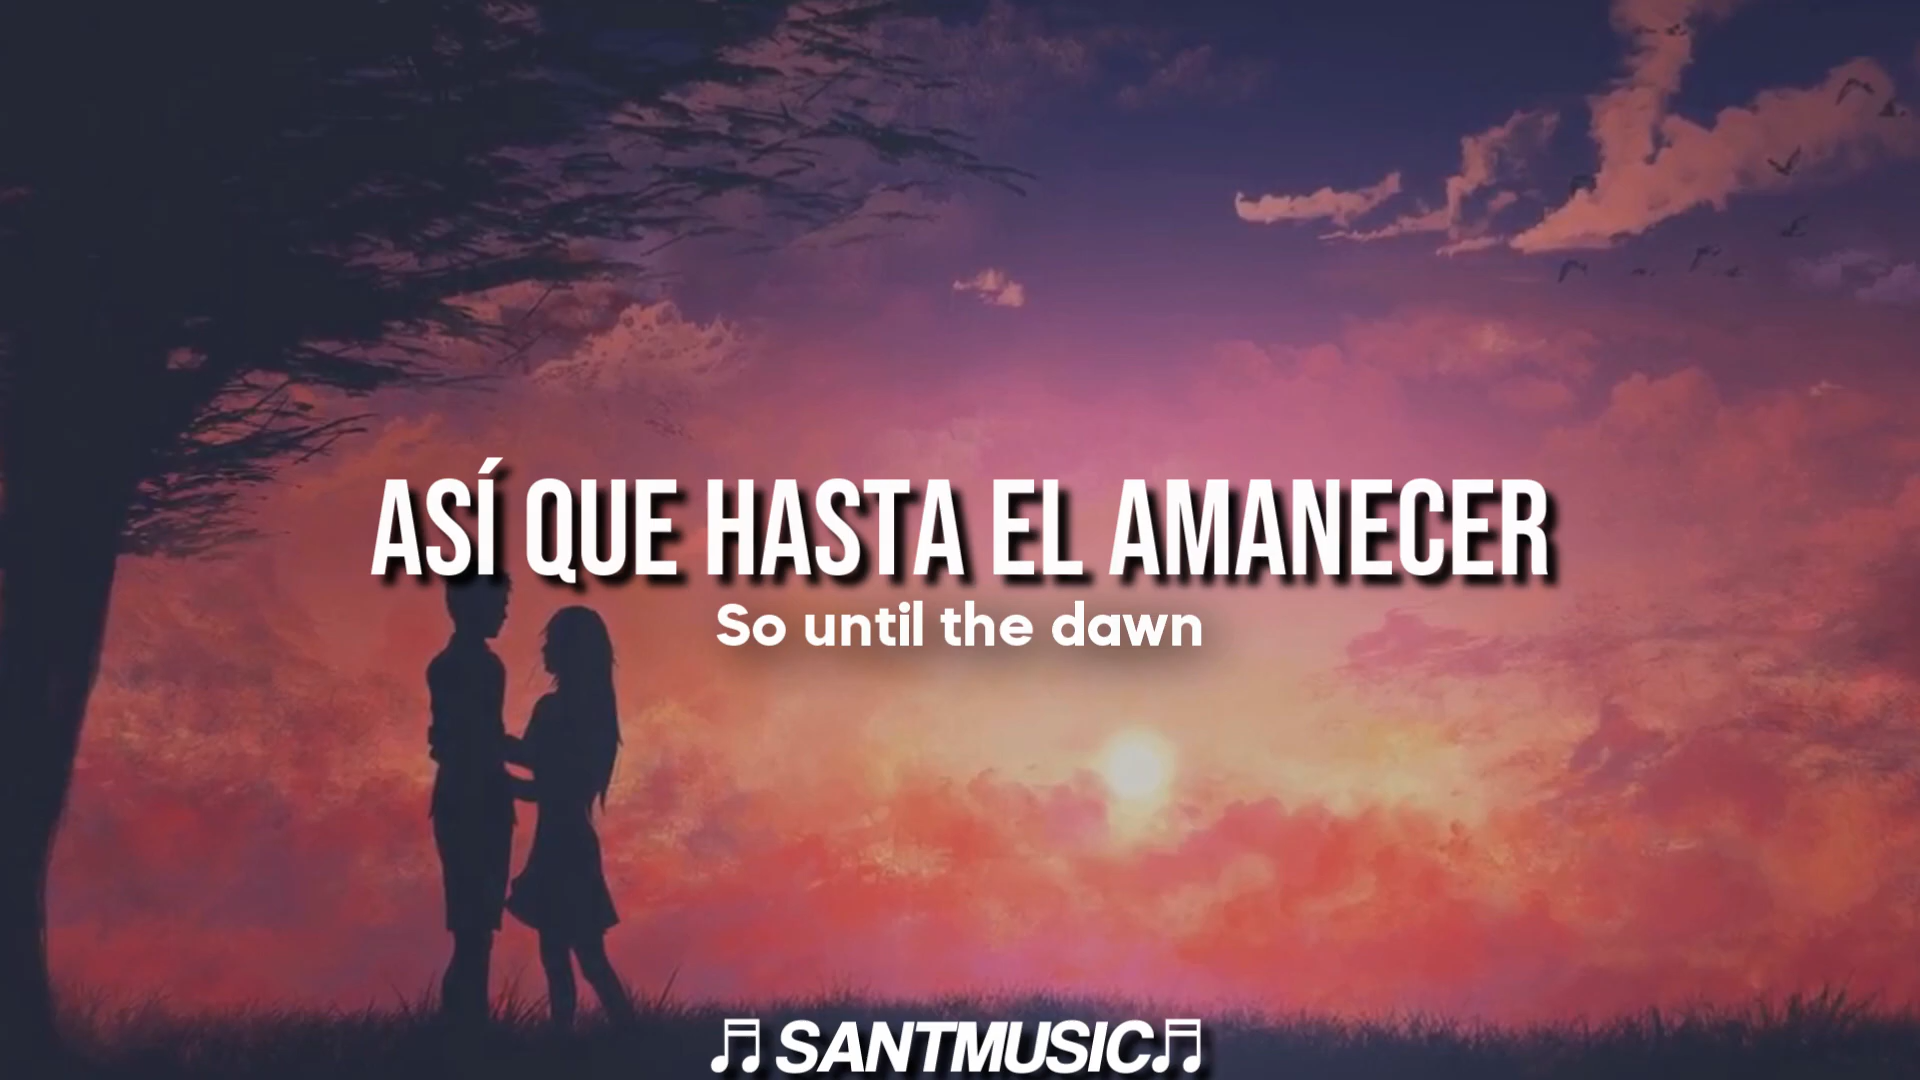 ASÍ QUE HASTA EL AMANECER
So until the dawn
♫ SANTMUSIC♫